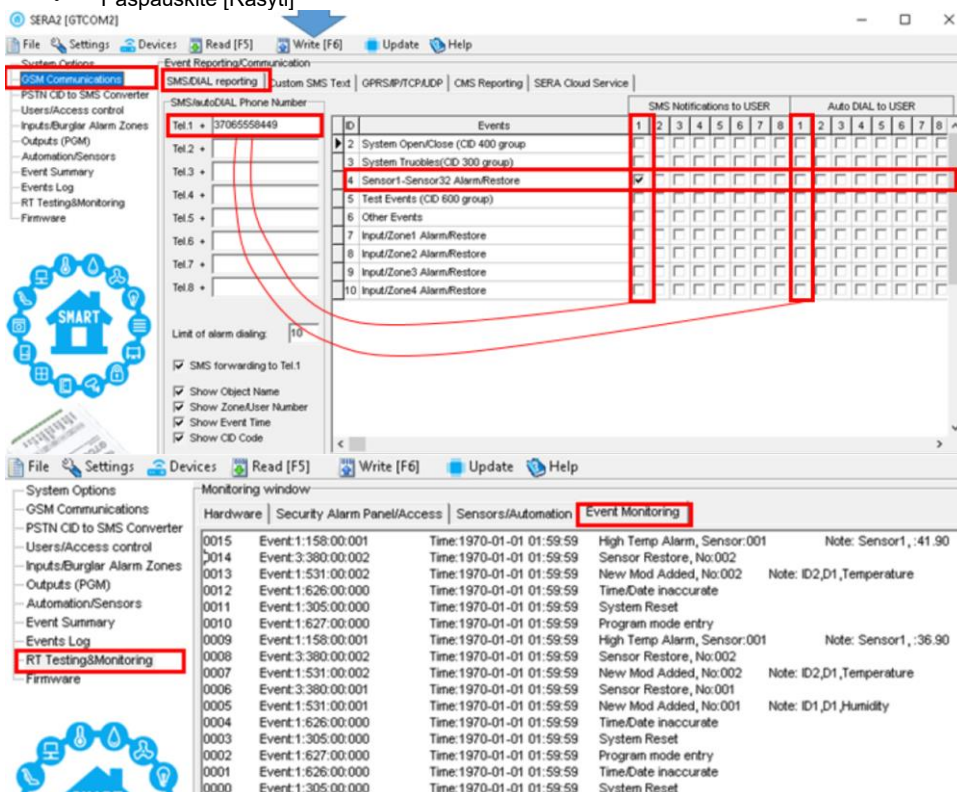 Paspauskite [Rašyti]
SERA2 [GTCOM2]
File Settings Devices Read [F5] Write [F6] Update Help
System Options
GSM Communications
PSTN CID to SMS Converter
Users/Access control
Inputs/Burglar Alarm Zones
Outputs (PGM)
Automation/Sensors
Event Summary
Events Log
RT Testing&Monitoring
Firmware
SMART
Event Reporting/Communication
SMS/DIAL reporting Custom SMS Text GPRS/IP/TCP/UDP CMS Reporting SERA Cloud Service
SMS/autoDIAL Phone Number
Tel.1 + 37065558449
Tel.2 +
Tel.3 +
Tel.4 +
Tel.5 +
Tel.6 +
Tel.7 +
Tel.8 +
Limit of alarm dialing: 10
SMS forwarding to Tel.1
Show Object Name
Show Zone/User Number
Show Event Time
Show CID Code
SMS Notifications to USER Auto DIAL to USER
ID Events 1 2 3 4 5 6 7 8 1 2 3 4 5 6 7 8
2 System Open/Close (CID 400 group
3 System Truobles(CID 300 group)
4 Sensor1-Sensor32 Alarm/Restore
5 Test Events (CID 600 group)
6 Other Events
7 Input/Zone1 Alarm/Restore
8 Input/Zone2 Alarm/Restore
9 Input/Zone3 Alarm/Restore
10 Input/Zone4 Alarm/Restore
File Settings Devices Read [F5] Write [F6] Update Help
System Options
GSM Communications
PSTN CID to SMS Converter
Users/Access control
Inputs/Burglar Alarm Zones
Outputs (PGM)
Automation/Sensors
Event Summary
Events Log
RT Testing&Monitoring
Firmware
Monitoring window
Hardware Security Alarm Panel/Access Sensors/Automation Event Monitoring
0015 Event:1:158:00:001 Time:1970-01-01 01:59:59 High Temp Alarm, Sensor:001 Note: Sensor1, :41.90
0014 Event:3:380:00:002 Time:1970-01-01 01:59:59 Sensor Restore, No:002
0013 Event:1:531:00:002 Time:1970-01-01 01:59:59 New Mod Added, No:002 Note: ID2,D1,Temperature
0012 Event:1:626:00:000 Time:1970-01-01 01:59:59 Time/Date inaccurate
0011 Event:1:305:00:000 Time:1970-01-01 01:59:59 System Reset
0010 Event:1:627:00:000 Time:1970-01-01 01:59:59 Program mode entry
0009 Event:1:158:00:001 Time:1970-01-01 01:59:59 High Temp Alarm, Sensor:001 Note: Sensor1, :36.90
0008 Event:3:380:00:002 Time:1970-01-01 01:59:59 Sensor Restore, No:002
0007 Event:1:531:00:002 Time:1970-01-01 01:59:59 New Mod Added, No:002 Note: ID2,D1,Temperature
0006 Event:3:380:00:001 Time:1970-01-01 01:59:59 Sensor Restore, No:001
0005 Event:1:531:00:001 Time:1970-01-01 01:59:59 New Mod Added, No:001 Note: ID1,D1,Humidity
0004 Event:1:626:00:000 Time:1970-01-01 01:59:59 Time/Date inaccurate
0003 Event:1:305:00:000 Time:1970-01-01 01:59:59 System Reset
0002 Event:1:627:00:000 Time:1970-01-01 01:59:59 Program mode entry
0001 Event:1:626:00:000 Time:1970-01-01 01:59:59 Time/Date inaccurate
0000 Event:1:305:00:000 Time:1970-01-01 01:59:59 System Reset